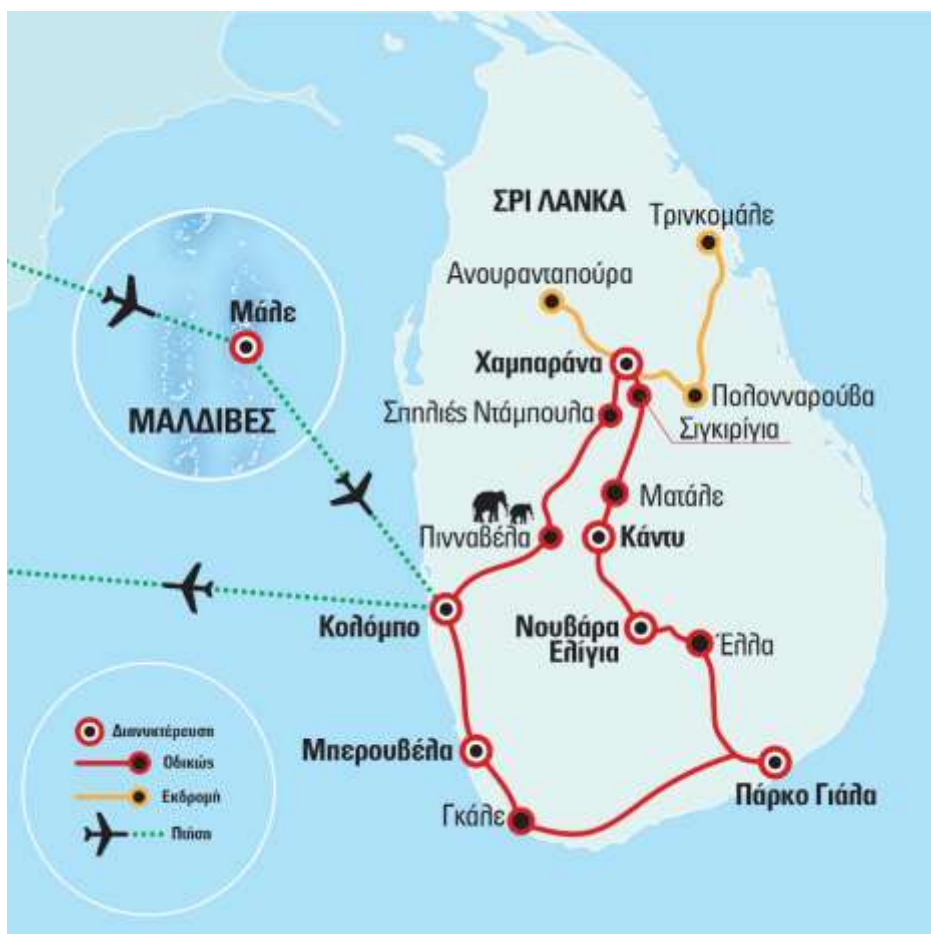 ΣΡΙ ΛΑΝΚΑ
Τρινκομάλε
Ανουρανταπούρα
Μάλε
Χαμπαράνα
ΜΑΛΔΙΒΕΣ
Σπηλιές Ντάμπουλα
Πολονναρούβα
Σιγκιρίγια
Ματάλε
Πινναβέλα
Κάντυ
Κολόμπο
Νουβάρα
Ελίγια
Έλλα
Διανυκτέρευση
Οδικώς
Εκδρομή
Πτήση
Μπερουβέλα
Γκάλε
Πάρκο Γιάλα